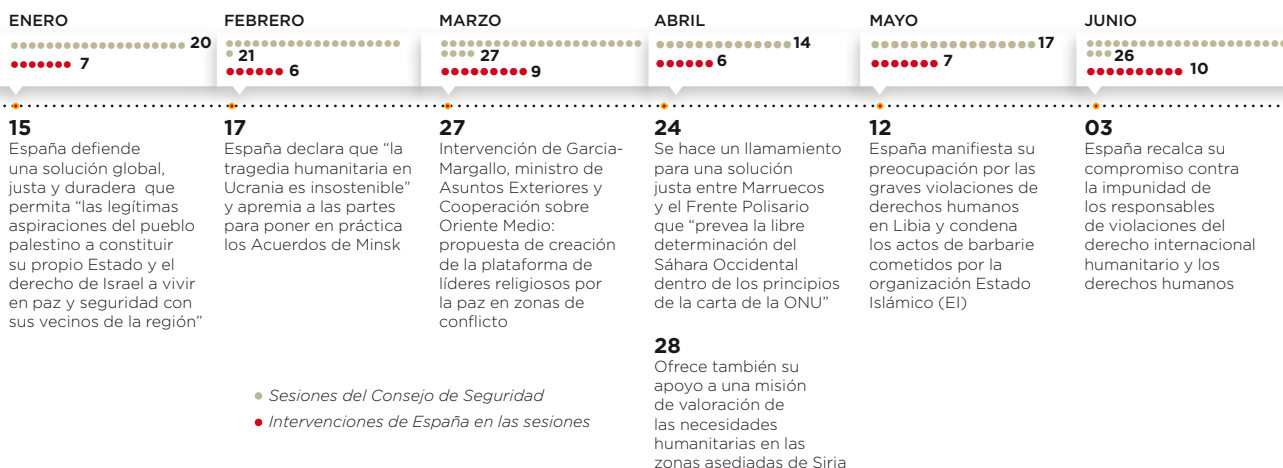 ENERO
20
7
15
España defiende
una solución global,
justa y duradera que
permita “las legítimas
aspiraciones del pueblo
palestino a constituir
su propio Estado y el
derecho de Israel a vivir
en paz y seguridad con
sus vecinos de la región”
FEBRERO
21
6
17
España declara que “la
tragedia humanitaria en
Ucrania es insostenible”
y apremia a las partes
para poner en práctica
los Acuerdos de Minsk
MARZO
27
9
27
Intervención de Garcia-
Margallo, ministro de
Asuntos Exteriores y
Cooperación sobre
Oriente Medio:
propuesta de creación
de la plataforma de
líderes religiosos por
la paz en zonas de
conflicto
ABRIL
14
6
24
Se hace un llamamiento
para una solución
justa entre Marruecos
y el Frente Polisario
que “prevea la libre
determinación del
Sáhara Occidental
dentro de los principios
de la carta de la ONU”
28
Ofrece también su
apoyo a una misión
de valoración de
las necesidades
humanitarias en las
zonas asediadas de Siria
MAYO
17
7
12
España manifiesta su
preocupación por las
graves violaciones de
derechos humanos
en Libia y condena
los actos de barbarie
cometidos por la
organización Estado
Islámico (EI)
JUNIO
26
10
03
España recalca su
compromiso contra
la impunidad de
los responsables
de violaciones del
derecho internacional
humanitario y los
derechos humanos
Sesiones del Consejo de Seguridad
Intervenciones de España en las sesiones